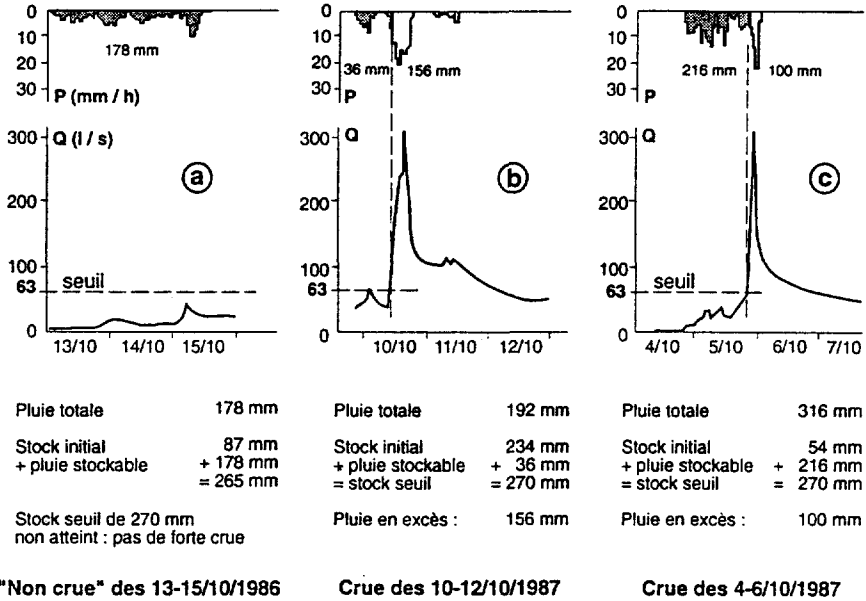 0
10
20
30
178 mm
P (mm / h)
300
Q (l / s)
200
100
63
0
seuil
a
13/10 14/10 15/10
Pluie totale 178 mm
Stock initial 87 mm
+ pluie stockable + 178 mm
= 265 mm
Stock seuil de 270 mm
non atteint : pas de forte crue
"Non crue" des 13-15/10/1986
0
10
20
30
36 mm 156 mm
P
300
Q
200
100
63
0
b
10/10 11/10 12/10
Pluie totale 192 mm
Stock initial 234 mm
+ pluie stockable + 36 mm
= stock seuil = 270 mm
Pluie en excès : 156 mm
Crue des 10-12/10/1987
0
10
20
30
216 mm 100 mm
P
300
Q
200
100
63
0
seuil
c
4/10 5/10 6/10 7/10
Pluie totale 316 mm
Stock initial 54 mm
+ pluie stockable + 216 mm
= stock seuil = 270 mm
Pluie en excès : 100 mm
Crue des 4-6/10/1987